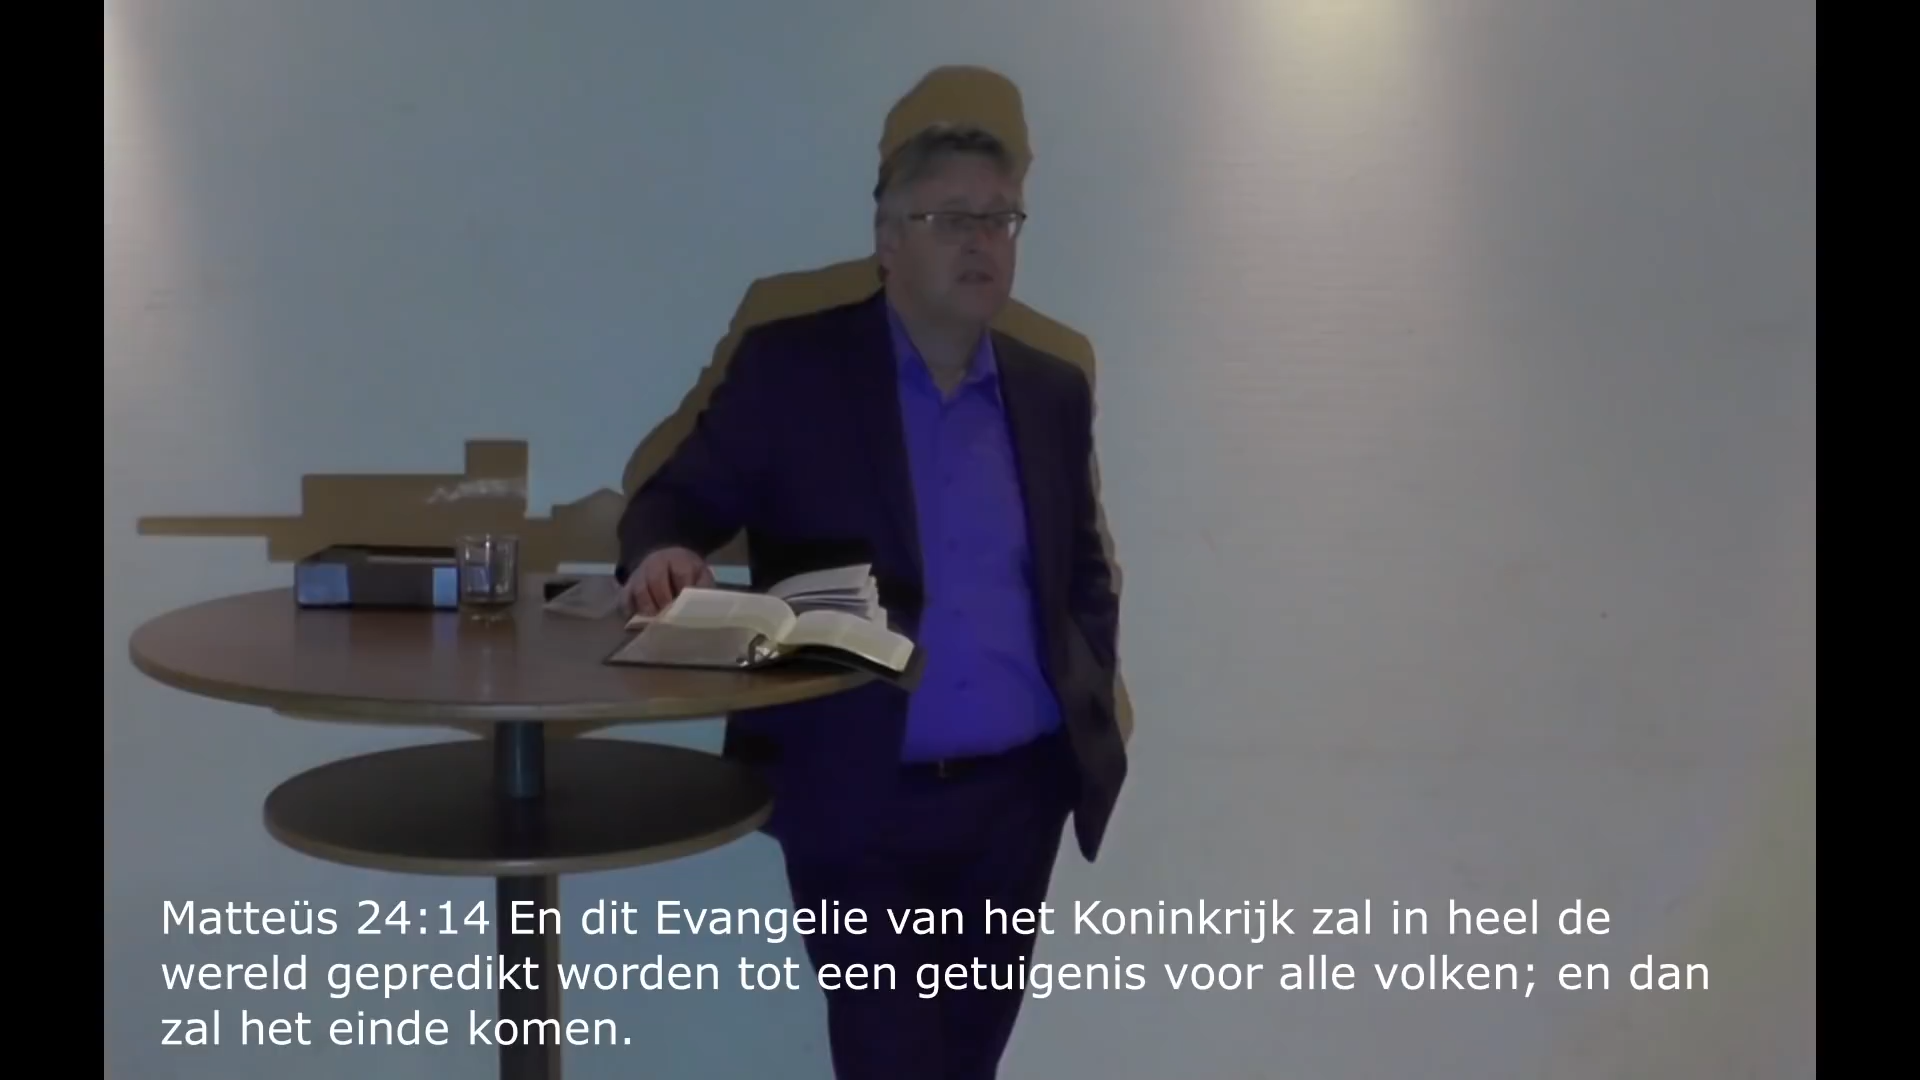 Matteüs 24:14 En dit Evangelie van het Koninkrijk zal in heel de
wereld gepredikt worden tot een getuigenis voor alle volken; en dan
zal het einde komen.